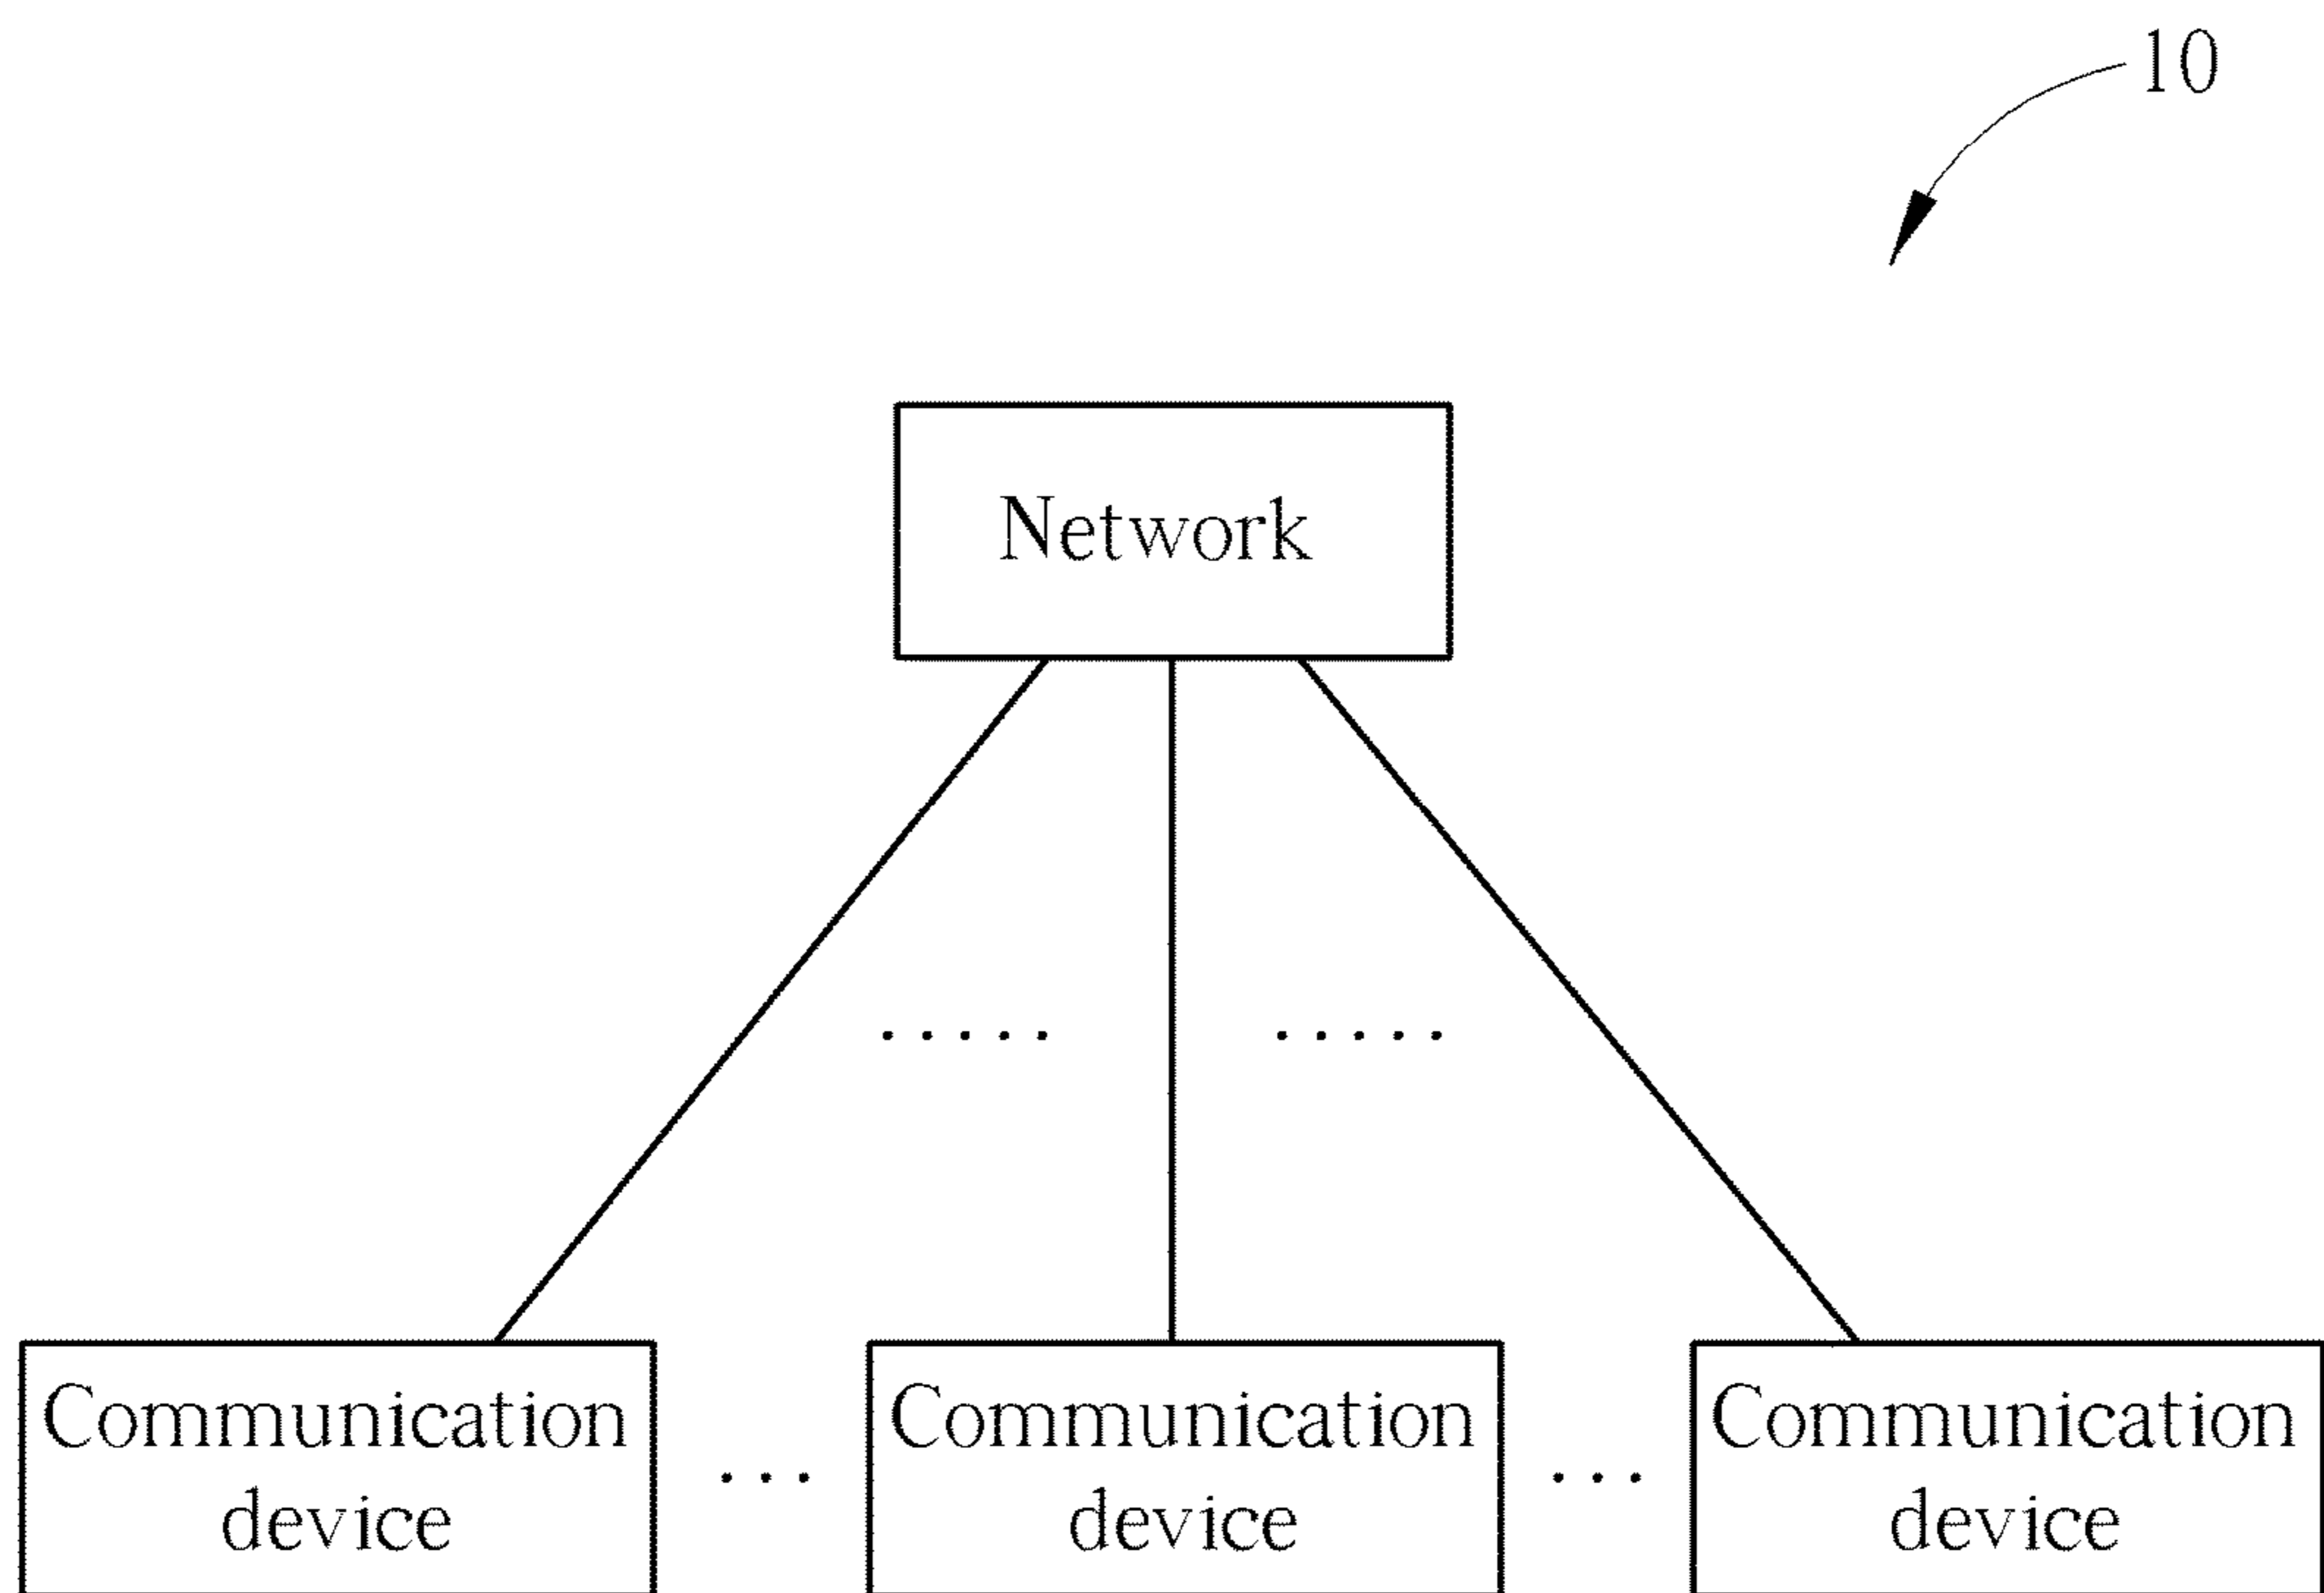 10
Network
..... .....
Communication Communication Communication
device ... device ... device